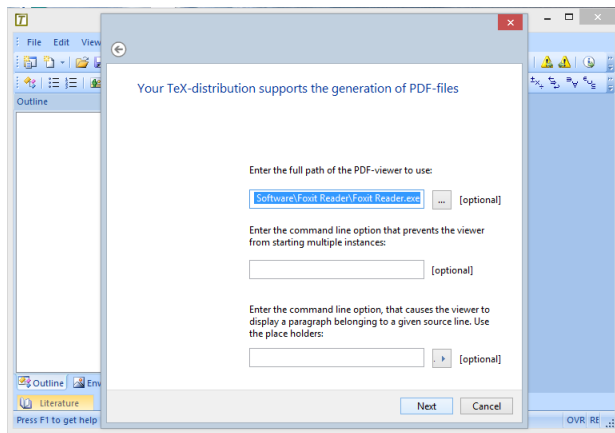 T
File Edit View
Outline
Your TeX-distribution supports the generation of PDF-files
Enter the full path of the PDF-viewer to use:
Software\Foxit Reader\Foxit Reader.exe
... [optional]
Enter the command line option that prevents the viewer
from starting multiple instances:
[optional]
Enter the command line option, that causes the viewer to
display a paragraph belonging to a given source line. Use
the place holders:
[optional]
Outline Env
Literature
Next Cancel
Press F1 to get help
OVR RE